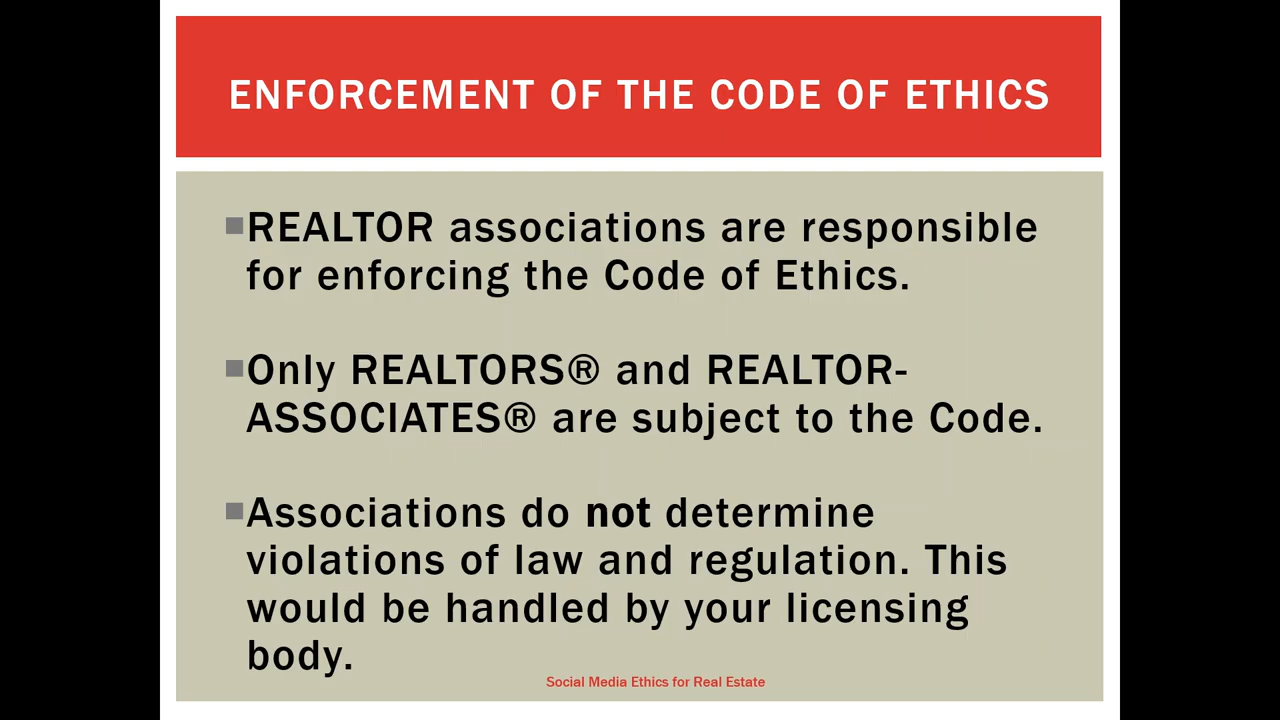 ENFORCEMENT OF THE CODE OF ETHICS
REALTOR associations are responsible
for enforcing the Code of Ethics.
Only REALTORS® and REALTOR-
ASSOCIATES® are subject to the Code.
Associations do not determine
violations of law and regulation. This
would be handled by your licensing
body.
Social Media Ethics for Real Estate